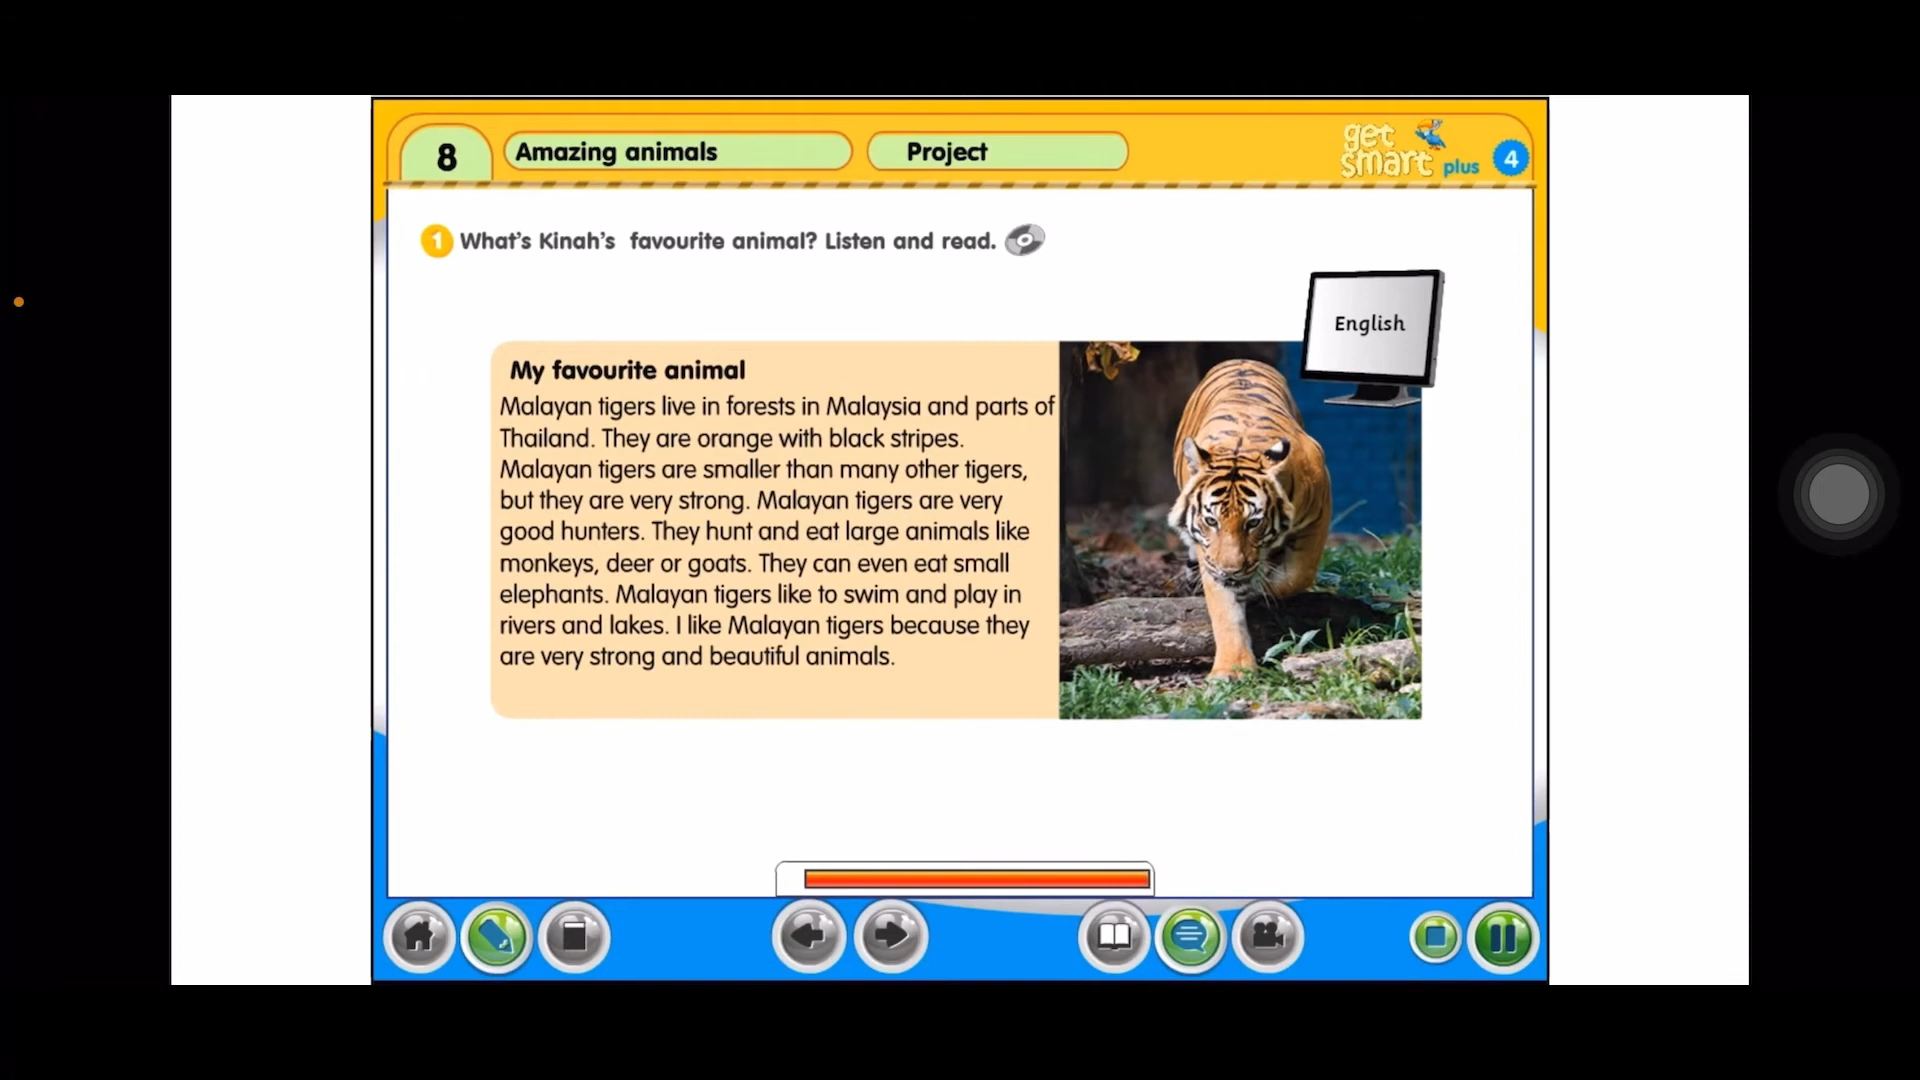 8
Amazing animals
Project
get
smart plus 4
1 What's Kinah's favourite animal? Listen and read.
English
My favourite animal
Malayan tigers live in forests in Malaysia and parts of
Thailand. They are orange with black stripes.
Malayan tigers are smaller than many other tigers,
but they are very strong. Malayan tigers are very
good hunters. They hunt and eat large animals like
monkeys, deer or goats. They can even eat small
elephants. Malayan tigers like to swim and play in
rivers and lakes. I like Malayan tigers because they
are very strong and beautiful animals.